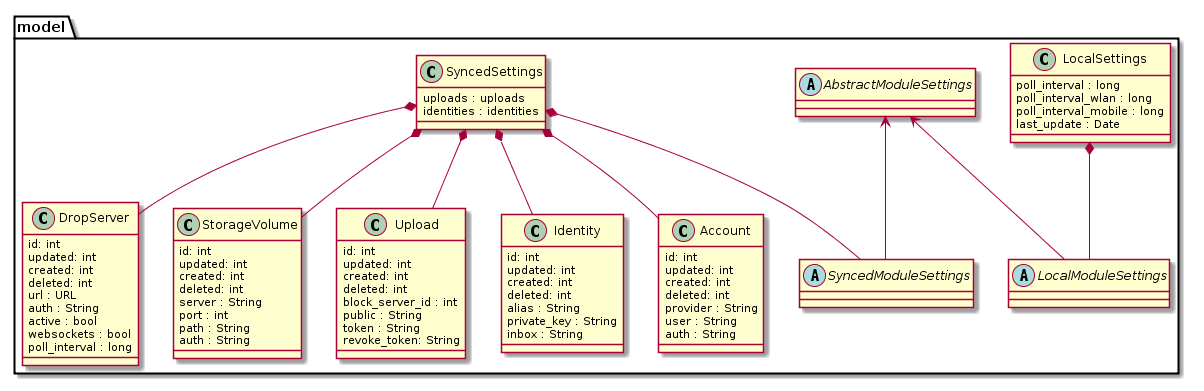 model
C SyncedSettings
uploads : uploads
identities : identities
A AbstractModuleSettings
C LocalSettings
poll_interval : long
poll_interval_wlan : long
poll_interval_mobile : long
last_update : Date
C DropServer
id: int
updated: int
created: int
deleted: int
url : URL
auth : String
active : bool
websockets : bool
poll_interval : long
C StorageVolume
id: int
updated: int
created: int
deleted: int
server : String
port : int
path : String
auth : String
C Upload
id: int
updated: int
created: int
deleted: int
block_server_id : int
public : String
token : String
revoke_token: String
C Identity
id: int
updated: int
created: int
deleted: int
alias : String
private_key : String
inbox : String
C Account
id: int
updated: int
created: int
deleted: int
provider : String
user : String
auth : String
A SyncedModuleSettings
A LocalModuleSettings